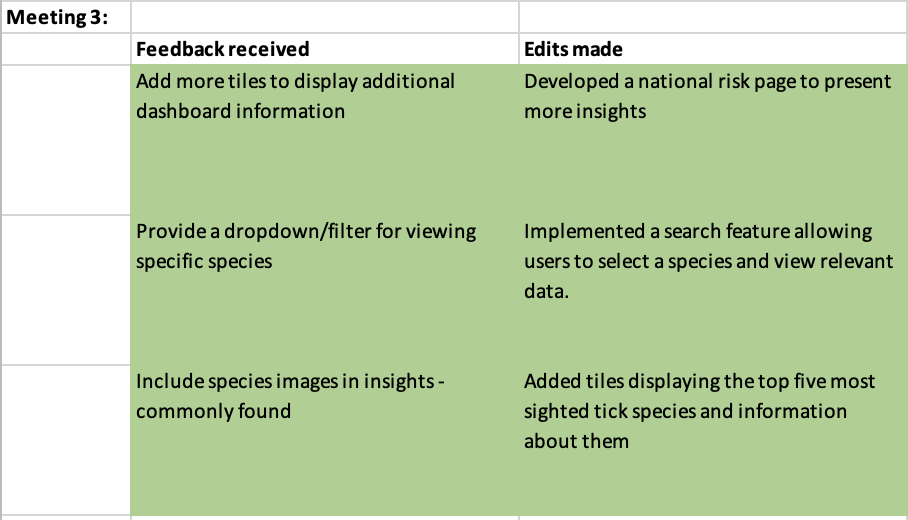 Meeting 3:
Feedback received
Edits made
Add more tiles to display additional
dashboard information
Developed a national risk page to present
more insights
Provide a dropdown/filter for viewing
specific species
Implemented a search feature allowing
users to select a species and view relevant
data.
Include species images in insights -
commonly found
Added tiles displaying the top five most
sighted tick species and information
about them